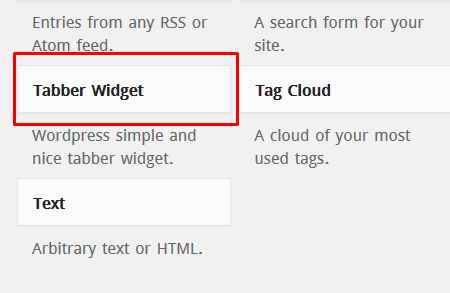 Entries from any RSS or
Atom feed.
A search form for your
site.
Tabber Widget
Wordpress simple and
nice tabber widget.
Tag Cloud
A cloud of your most
used tags.
Text
Arbitrary text or HTML.